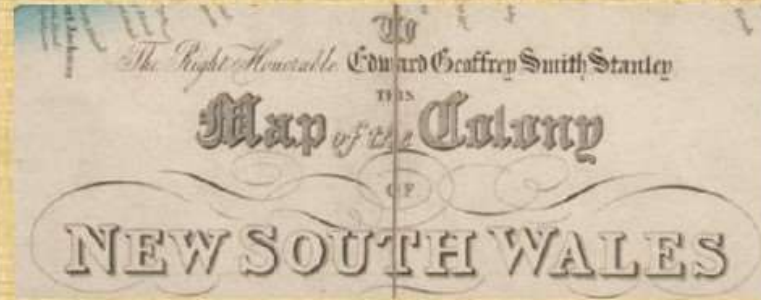 To
The Right Honorable Edward Geoffrey Smith Stanley
THIS
Map of the Colony
OF
NEW SOUTH WALES